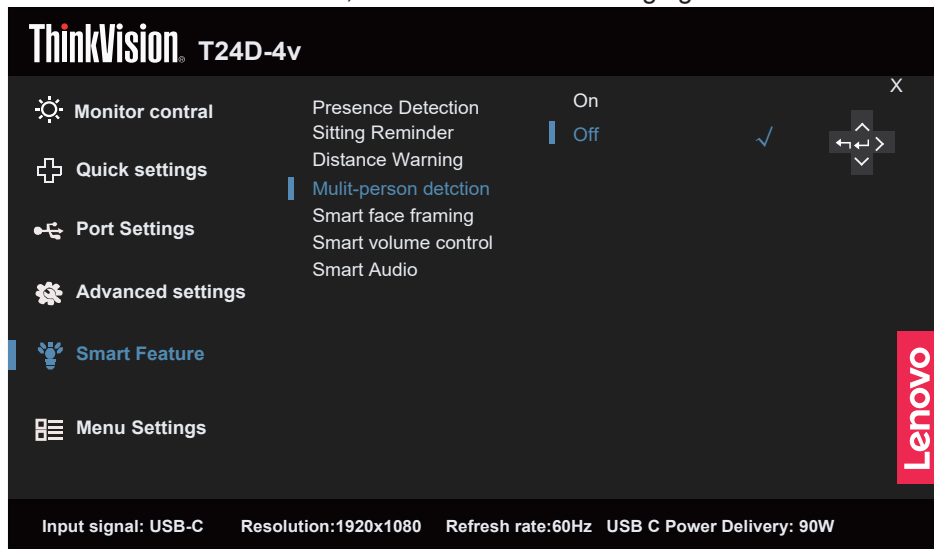 ThinkVision® T24D-4v
X
Monitor contral
Quick settings
Port Settings
Advanced settings
Smart Feature
Menu Settings
Presence Detection
Sitting Reminder
Distance Warning
Mulit-person detction
Smart face framing
Smart volume control
Smart Audio
On
Off √
Lenovo
Input signal: USB-C Resolution:1920x1080 Refresh rate:60Hz USB C Power Delivery: 90W